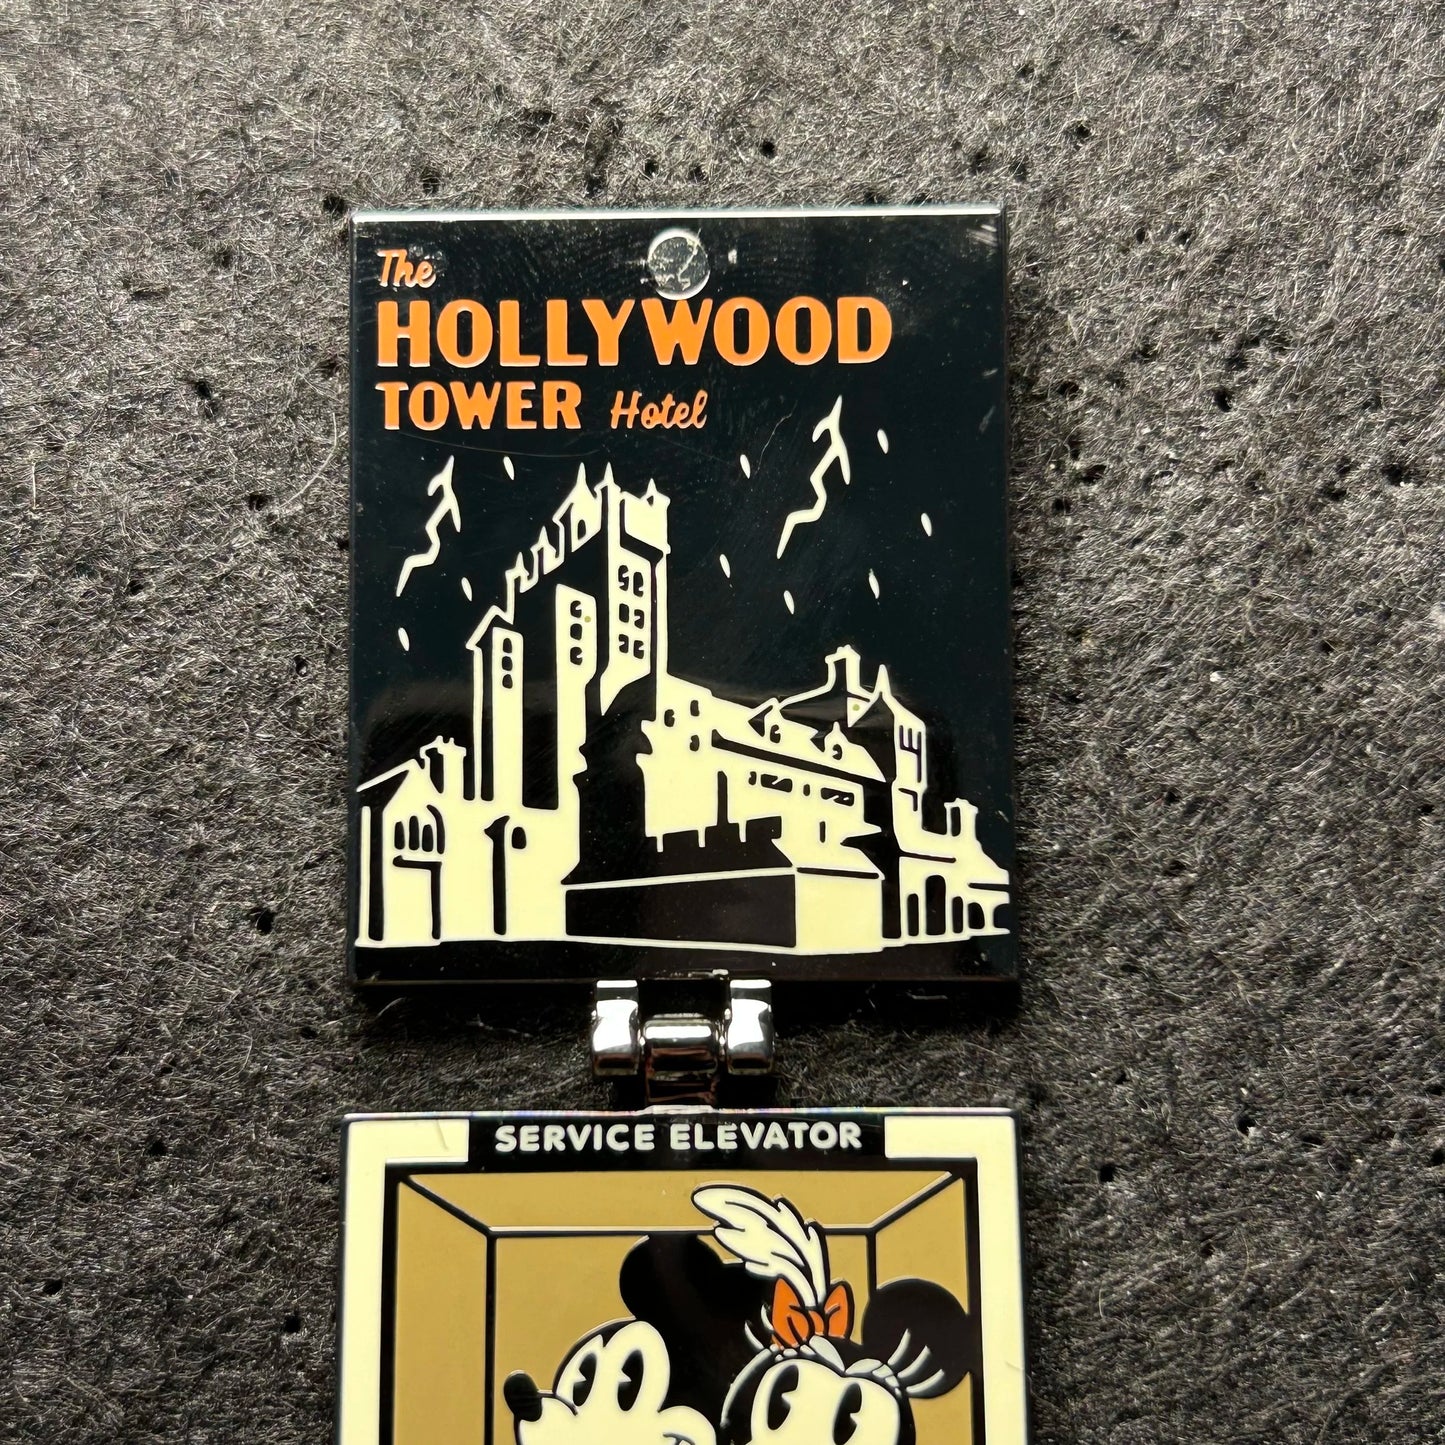 The
HOLLYWOOD
TOWER Hotel
SERVICE ELEVATOR